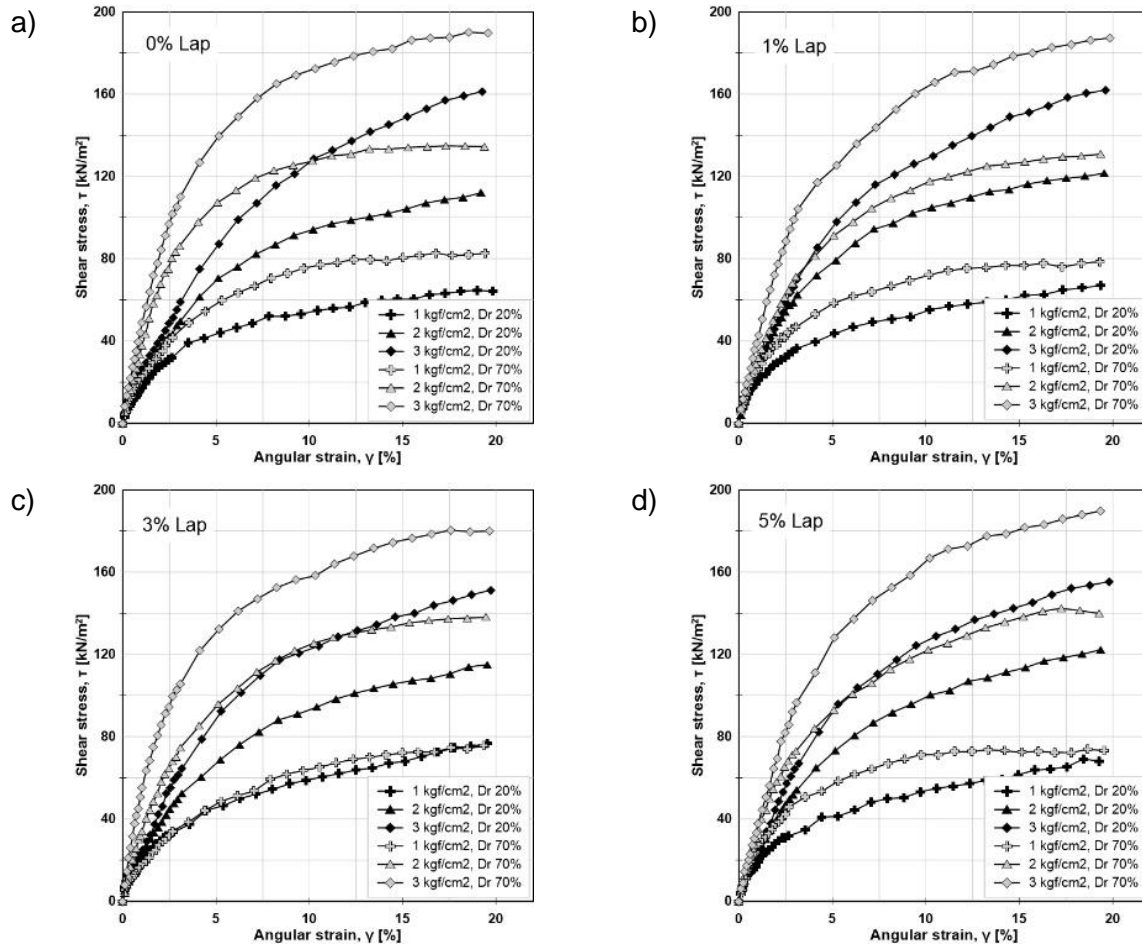 a)
0% Lap
Shear stress, τ [kN/m²]
200
160
120
80
40
0
0 5 10 15 20
Angular strain, γ [%]
1 kgf/cm2, Dr 20%
2 kgf/cm2, Dr 20%
3 kgf/cm2, Dr 20%
1 kgf/cm2, Dr 70%
2 kgf/cm2, Dr 70%
3 kgf/cm2, Dr 70%
b)
1% Lap
Shear stress, τ [kN/m²]
200
160
120
80
40
0
0 5 10 15 20
Angular strain, γ [%]
1 kgf/cm2, Dr 20%
2 kgf/cm2, Dr 20%
3 kgf/cm2, Dr 20%
1 kgf/cm2, Dr 70%
2 kgf/cm2, Dr 70%
3 kgf/cm2, Dr 70%
c)
3% Lap
Shear stress, τ [kN/m²]
200
160
120
80
40
0
0 5 10 15 20
Angular strain, γ [%]
1 kgf/cm2, Dr 20%
2 kgf/cm2, Dr 20%
3 kgf/cm2, Dr 20%
1 kgf/cm2, Dr 70%
2 kgf/cm2, Dr 70%
3 kgf/cm2, Dr 70%
d)
5% Lap
Shear stress, τ [kN/m²]
200
160
120
80
40
0
0 5 10 15 20
Angular strain, γ [%]
1 kgf/cm2, Dr 20%
2 kgf/cm2, Dr 20%
3 kgf/cm2, Dr 20%
1 kgf/cm2, Dr 70%
2 kgf/cm2, Dr 70%
3 kgf/cm2, Dr 70%